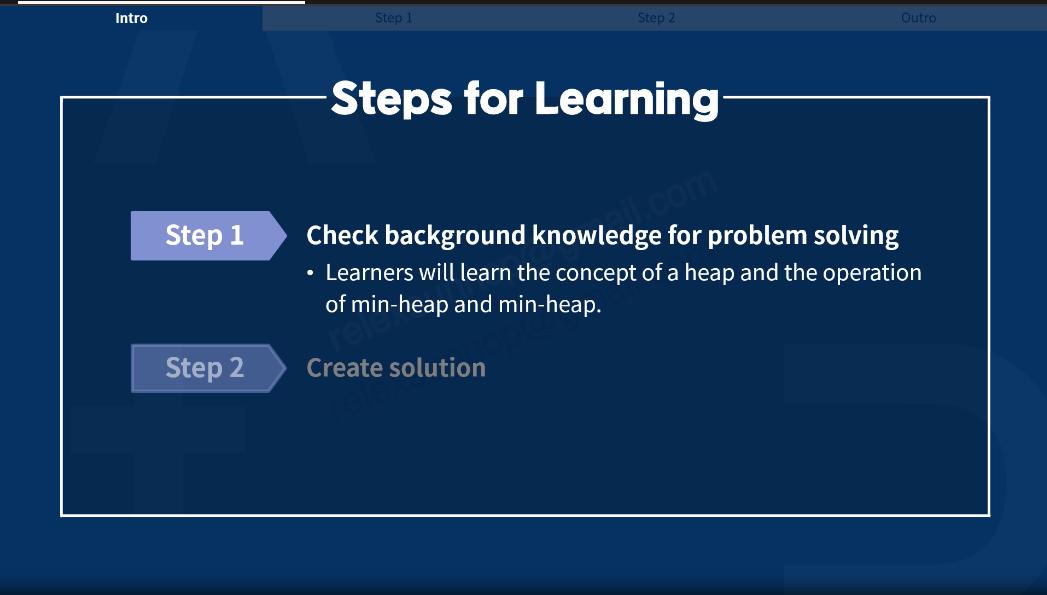 Intro
Step 1
Step 2
Outro
Steps for Learning
Step 1
Check background knowledge for problem solving
• Learners will learn the concept of a heap and the operation
of min-heap and min-heap.
Step 2
Create solution